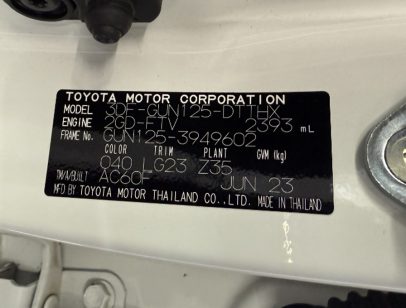 TOYOTA MOTOR CORPORATION
MODEL 3DF-GUN125-DTTHX
ENGINE 2GD-FTV 2393 mL
FRAME No. GUN125-3949602
COLOR TRIM PLANT GVM (kg)
040 LG23 Z35
TM/A/BUILT AC60F JUN 23
MFD BY TOYOTA MOTOR THAILAND CO., LTD. MADE IN THAILAND